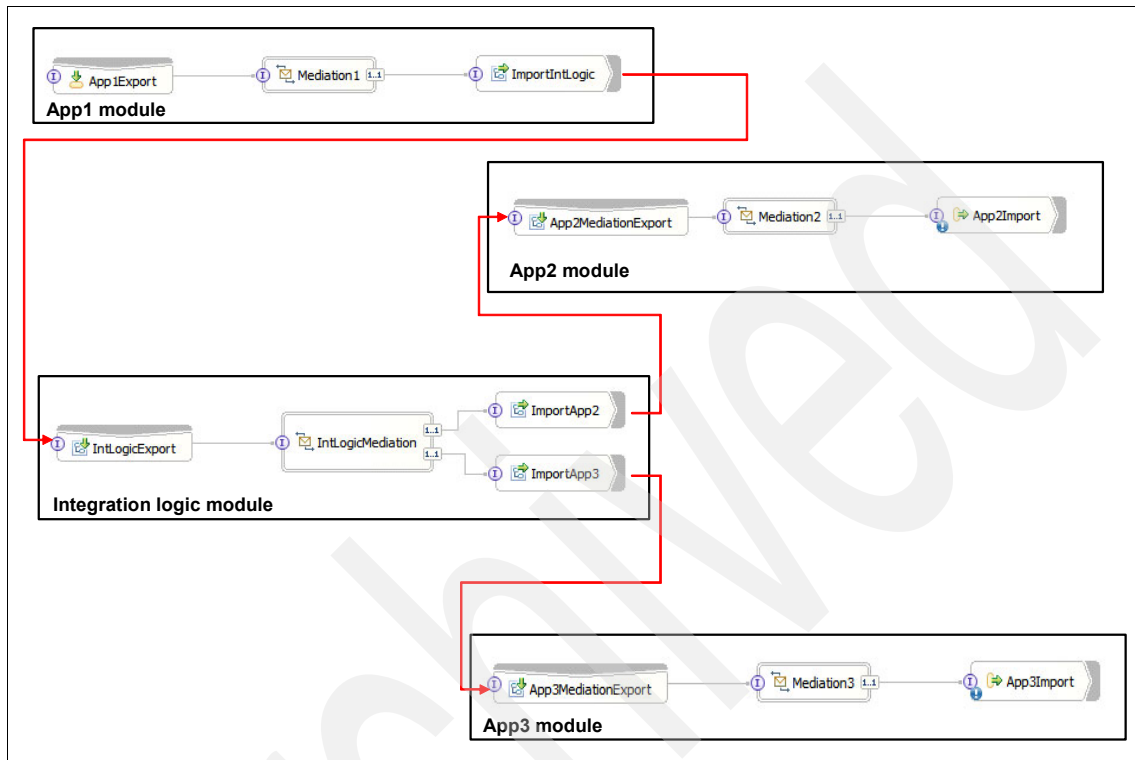 App1Export
Mediation1
1..1
ImportIntLogic
App1 module
App2MediationExport
Mediation2
1..1
App2Import
App2 module
IntLogicExport
IntLogicMediation
1..1
1..1
ImportApp2
ImportApp3
Integration logic module
App3MediationExport
Mediation3
1..1
App3Import
App3 module